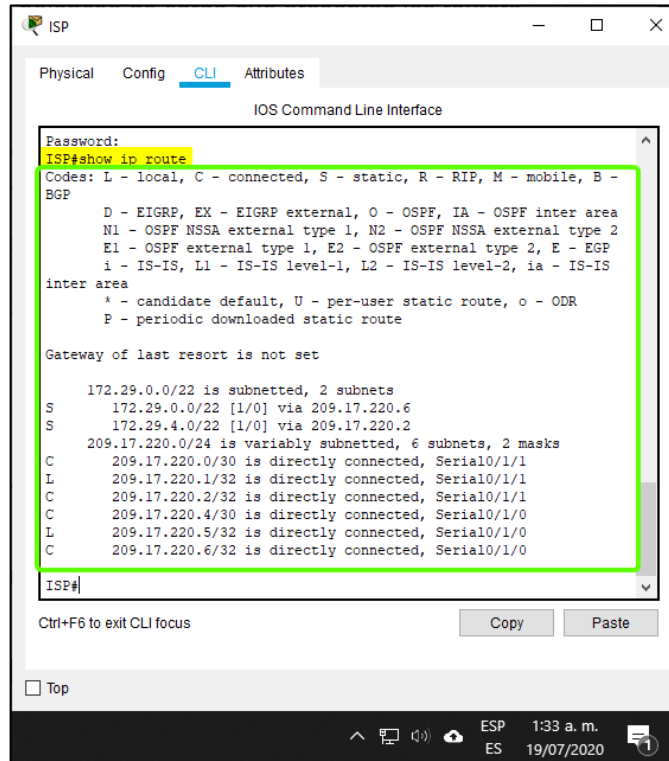 ISP
Physical Config CLI Attributes
IOS Command Line Interface
Password:
ISP#show ip route
Codes: L - local, C - connected, S - static, R - RIP, M - mobile, B -
BGP
D - EIGRP, EX - EIGRP external, O - OSPF, IA - OSPF inter area
N1 - OSPF NSSA external type 1, N2 - OSPF NSSA external type 2
E1 - OSPF external type 1, E2 - OSPF external type 2, E - EGP
i - IS-IS, L1 - IS-IS level-1, L2 - IS-IS level-2, ia - IS-IS
inter area
* - candidate default, U - per-user static route, o - ODR
P - periodic downloaded static route
Gateway of last resort is not set
172.29.0.0/22 is subnetted, 2 subnets
S 172.29.0.0/22 [1/0] via 209.17.220.6
S 172.29.4.0/22 [1/0] via 209.17.220.2
209.17.220.0/24 is variably subnetted, 6 subnets, 2 masks
C 209.17.220.0/30 is directly connected, Serial0/1/1
L 209.17.220.1/32 is directly connected, Serial0/1/1
C 209.17.220.2/32 is directly connected, Serial0/1/1
C 209.17.220.4/30 is directly connected, Serial0/1/0
L 209.17.220.5/32 is directly connected, Serial0/1/0
C 209.17.220.6/32 is directly connected, Serial0/1/0
ISP#
Ctrl+F6 to exit CLI focus Copy Paste
Top
ESP 1:33 a. m.
ES 19/07/2020 1